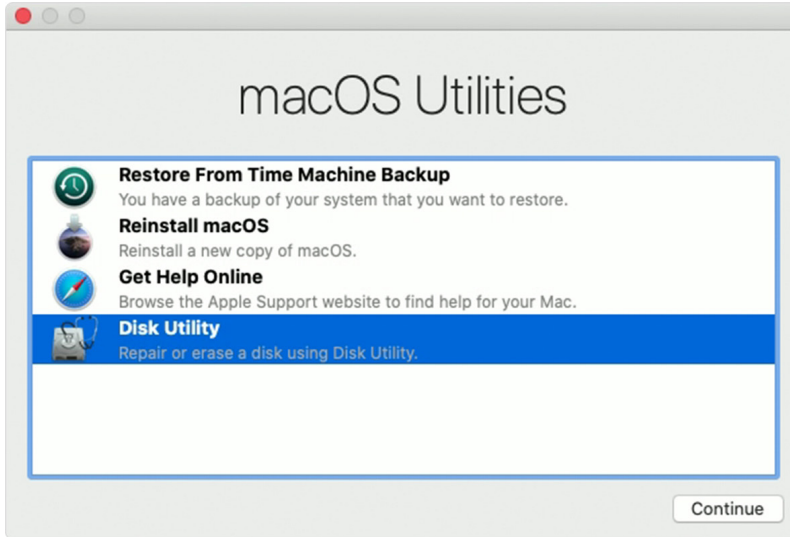 macOS Utilities
Restore From Time Machine Backup
You have a backup of your system that you want to restore.
Reinstall macOS
Reinstall a new copy of macOS.
Get Help Online
Browse the Apple Support website to find help for your Mac.
Disk Utility
Repair or erase a disk using Disk Utility.
Continue